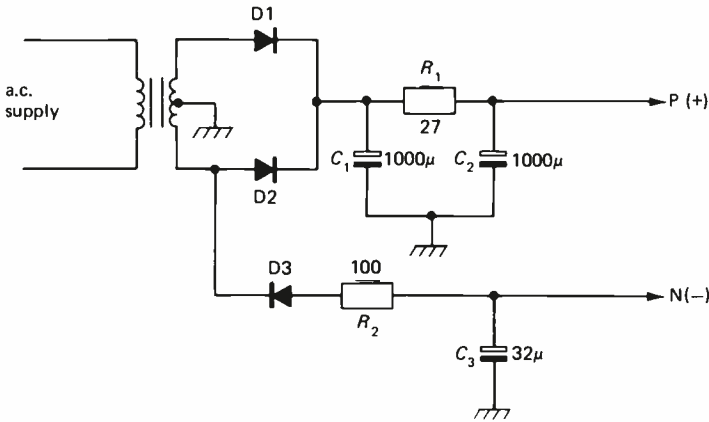 D1
a.c.
supply
R₁
27
P (+)
C₁
1000μ
C₂
1000μ
D2
D3
100
R₂
N(−)
C₃
32μ